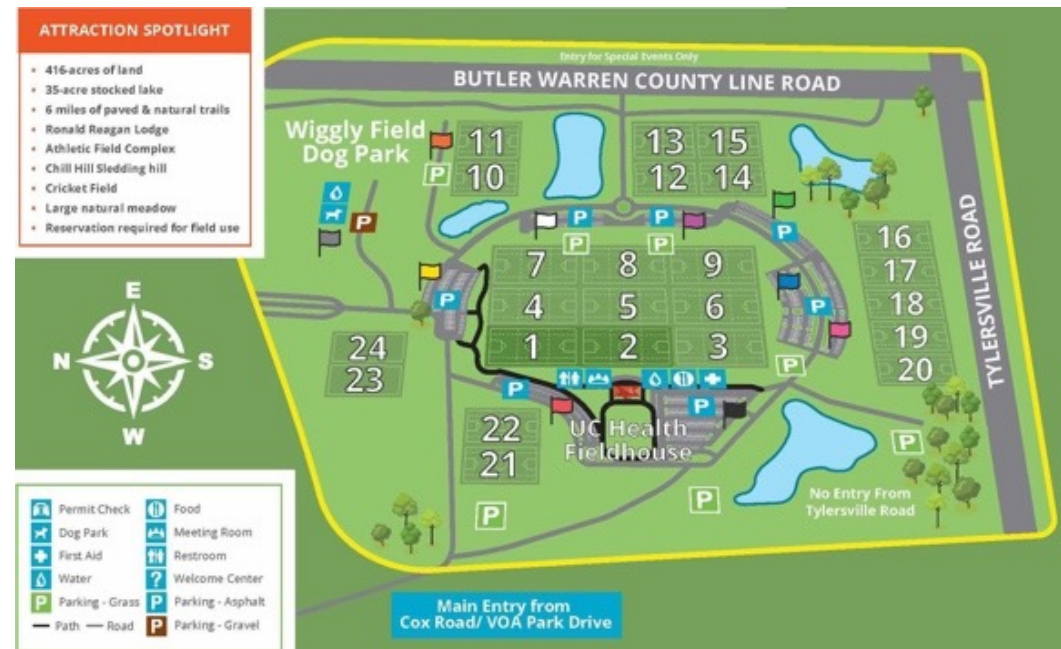 ATTRACTION SPOTLIGHT
416-acres of land
35-acre stocked lake
6 miles of paved & natural trails
Ronald Reagan Lodge
Athletic Field Complex
Chill Hill Sledding hill
Cricket Field
Large natural meadow
Reservation required for field use
Entry for Special Events Only
BUTLER WARREN COUNTY LINE ROAD
TYLERSVILLE ROAD
Wiggly Field
Dog Park
P
11
10
P
13 15
12 14
P
P
P
P
P
P
16
17
18
19
20
7 8 9
4 5 6
1 2 3
P
P
P
24
23
P
P
22
21
UC Health
Fieldhouse
P
P
P
No Entry From
Tylersville Road
E
N S
W
Permit Check
Food
Dog Park
Meeting Room
First Aid
Restroom
Water
? Welcome Center
P Parking - Grass
P Parking - Asphalt
Path Road
P Parking - Gravel
Main Entry from
Cox Road/ VOA Park Drive